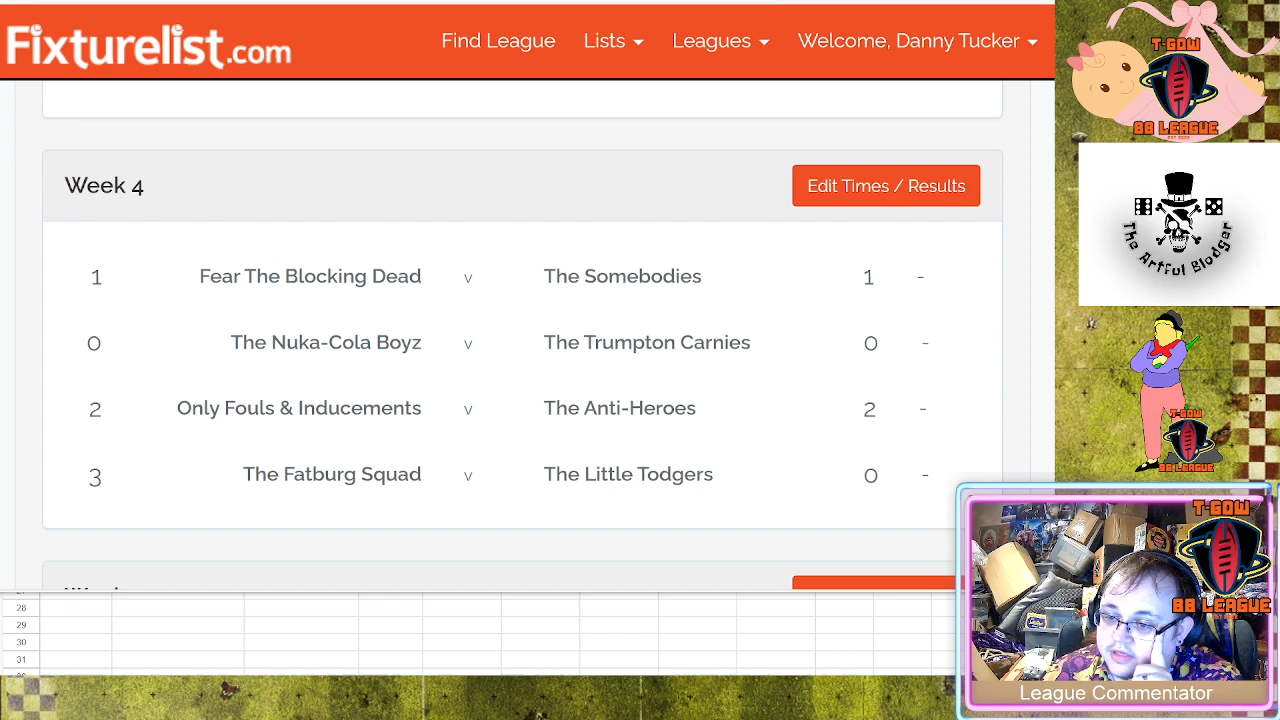 Fixturelist.com
Find League
Lists
Leagues
Welcome, Danny Tucker
Week 4
Edit Times / Results
1 Fear The Blocking Dead v The Somebodies 1 -
0 The Nuka-Cola Boyz v The Trumpton Carnies 0 -
2 Only Fouls & Inducements v The Anti-Heroes 2 -
3 The Fatburg Squad v The Little Todgers 0 -
28
29
30
31
T-GOW
BB LEAGUE
The Artful Blodger
T-GOW
BB LEAGUE
T-GOW
BB LEAGUE
League Commentator